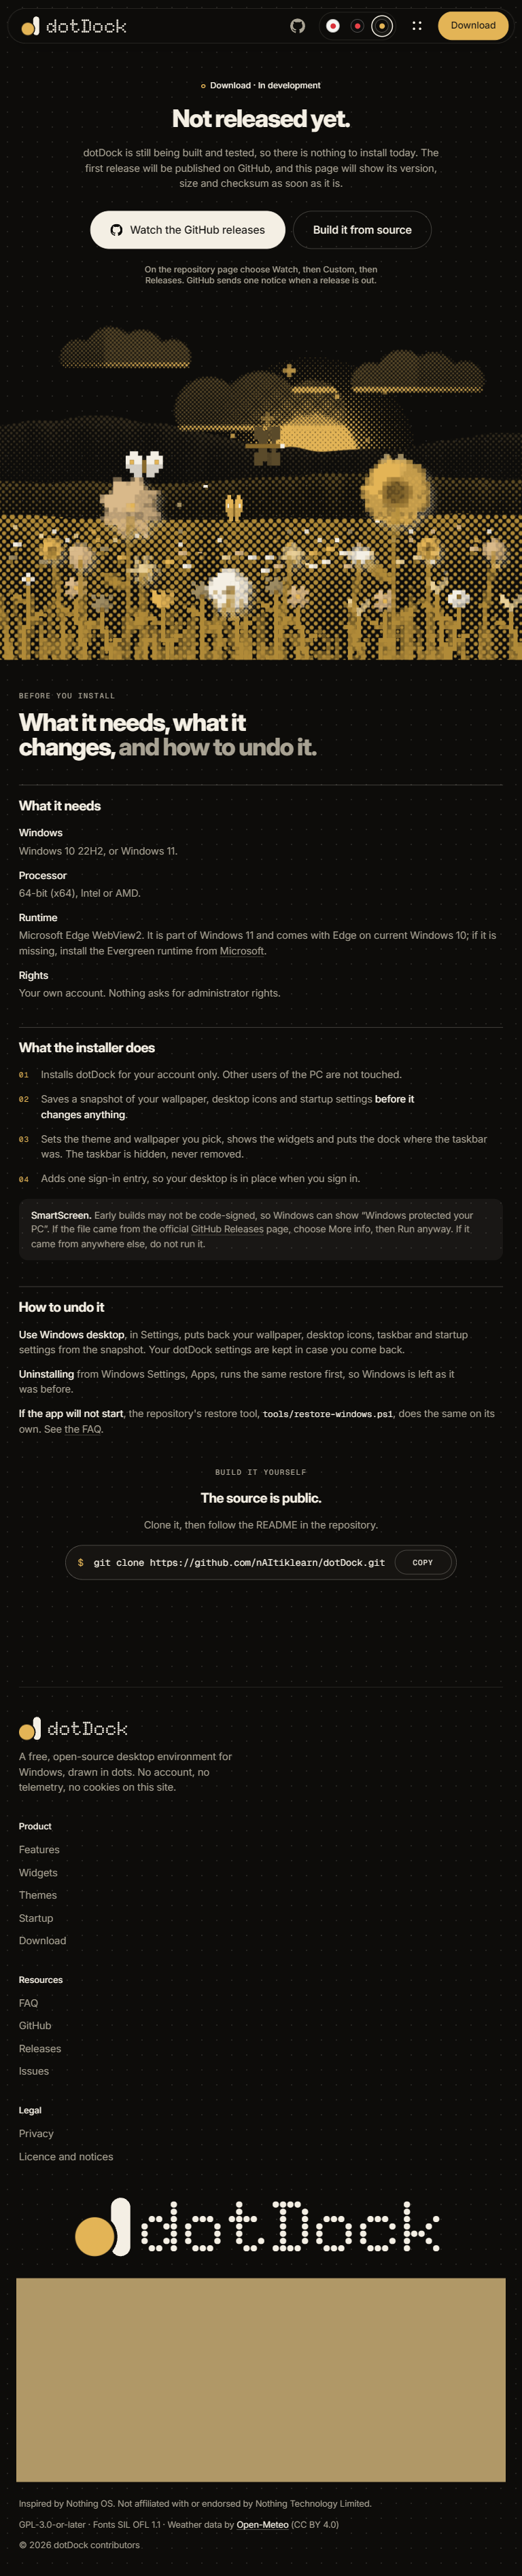 dotDock
Download
Download · In development
Not released yet.
dotDock is still being built and tested, so there is nothing to install today. The
first release will be published on GitHub, and this page will show its version,
size and checksum as soon as it is.
Watch the GitHub releases
Build it from source
On the repository page choose Watch, then Custom, then
Releases. GitHub sends one notice when a release is out.
BEFORE YOU INSTALL
What it needs, what it
changes, and how to undo it.
What it needs
Windows
Windows 10 22H2, or Windows 11.
Processor
64-bit (x64), Intel or AMD.
Runtime
Microsoft Edge WebView2. It is part of Windows 11 and comes with Edge on current Windows 10; if it is
missing, install the Evergreen runtime from Microsoft.
Rights
Your own account. Nothing asks for administrator rights.
What the installer does
01 Installs dotDock for your account only. Other users of the PC are not touched.
02 Saves a snapshot of your wallpaper, desktop icons and startup settings before it
changes anything.
03 Sets the theme and wallpaper you pick, shows the widgets and puts the dock where the taskbar
was. The taskbar is hidden, never removed.
04 Adds one sign-in entry, so your desktop is in place when you sign in.
SmartScreen. Early builds may not be code-signed, so Windows can show “Windows protected your
PC”. If the file came from the official GitHub Releases page, choose More info, then Run anyway. If it
came from anywhere else, do not run it.
How to undo it
Use Windows desktop, in Settings, puts back your wallpaper, desktop icons, taskbar and startup
settings from the snapshot. Your dotDock settings are kept in case you come back.
Uninstalling from Windows Settings, Apps, runs the same restore first, so Windows is left as it
was before.
If the app will not start, the repository's restore tool, tools/restore-windows.ps1, does the same on its
own. See the FAQ.
BUILD IT YOURSELF
The source is public.
Clone it, then follow the README in the repository.
$ git clone https://github.com/nAItiklearn/dotDock.git COPY
dotDock
A free, open-source desktop environment for
Windows, drawn in dots. No account, no
telemetry, no cookies on this site.
Product
Features
Widgets
Themes
Startup
Download
Resources
FAQ
GitHub
Releases
Issues
Legal
Privacy
Licence and notices
dotDock
Inspired by Nothing OS. Not affiliated with or endorsed by Nothing Technology Limited.
GPL-3.0-or-later · Fonts SIL OFL 1.1 · Weather data by Open-Meteo (CC BY 4.0)
© 2026 dotDock contributors